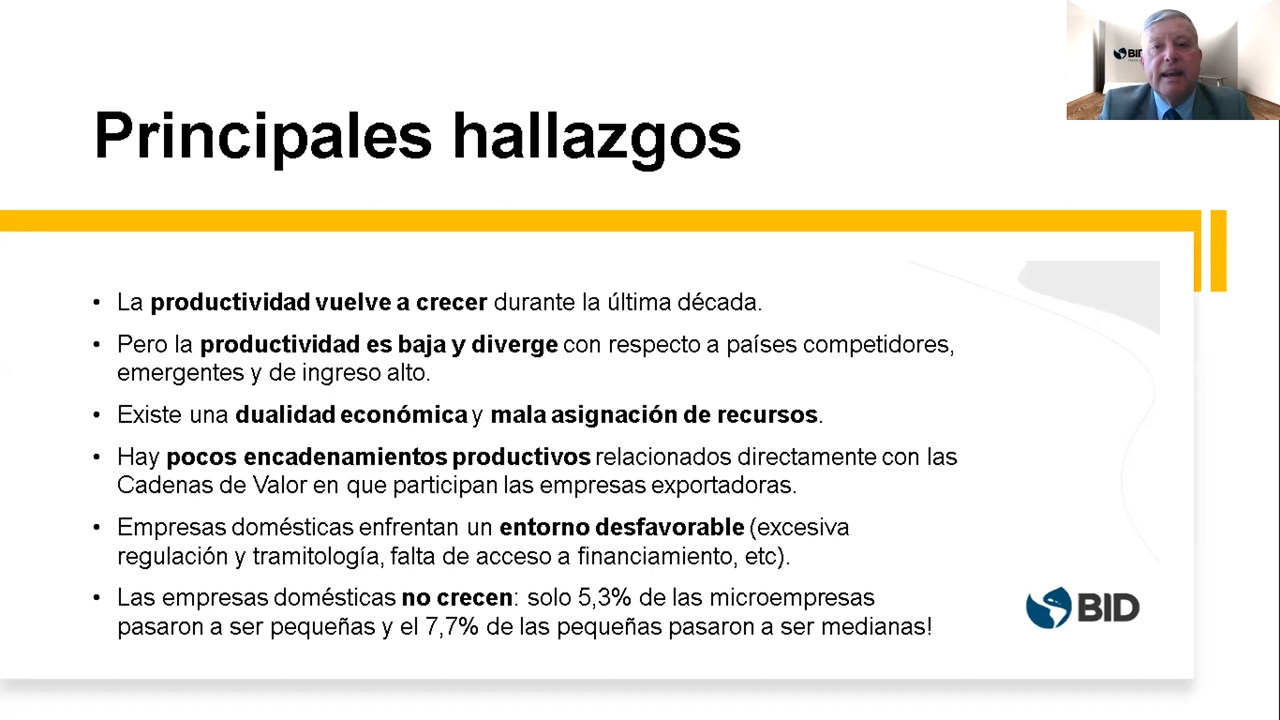 BID
Principales hallazgos
• La productividad vuelve a crecer durante la última década.
• Pero la productividad es baja y diverge con respecto a países competidores,
emergentes y de ingreso alto.
• Existe una dualidad económica y mala asignación de recursos.
• Hay pocos encadenamientos productivos relacionados directamente con las
Cadenas de Valor en que participan las empresas exportadoras.
• Empresas domésticas enfrentan un entorno desfavorable (excesiva
regulación y tramitología, falta de acceso a financiamiento, etc).
• Las empresas domésticas no crecen: solo 5,3% de las microempresas
pasaron a ser pequeñas y el 7,7% de las pequeñas pasaron a ser medianas!
BID